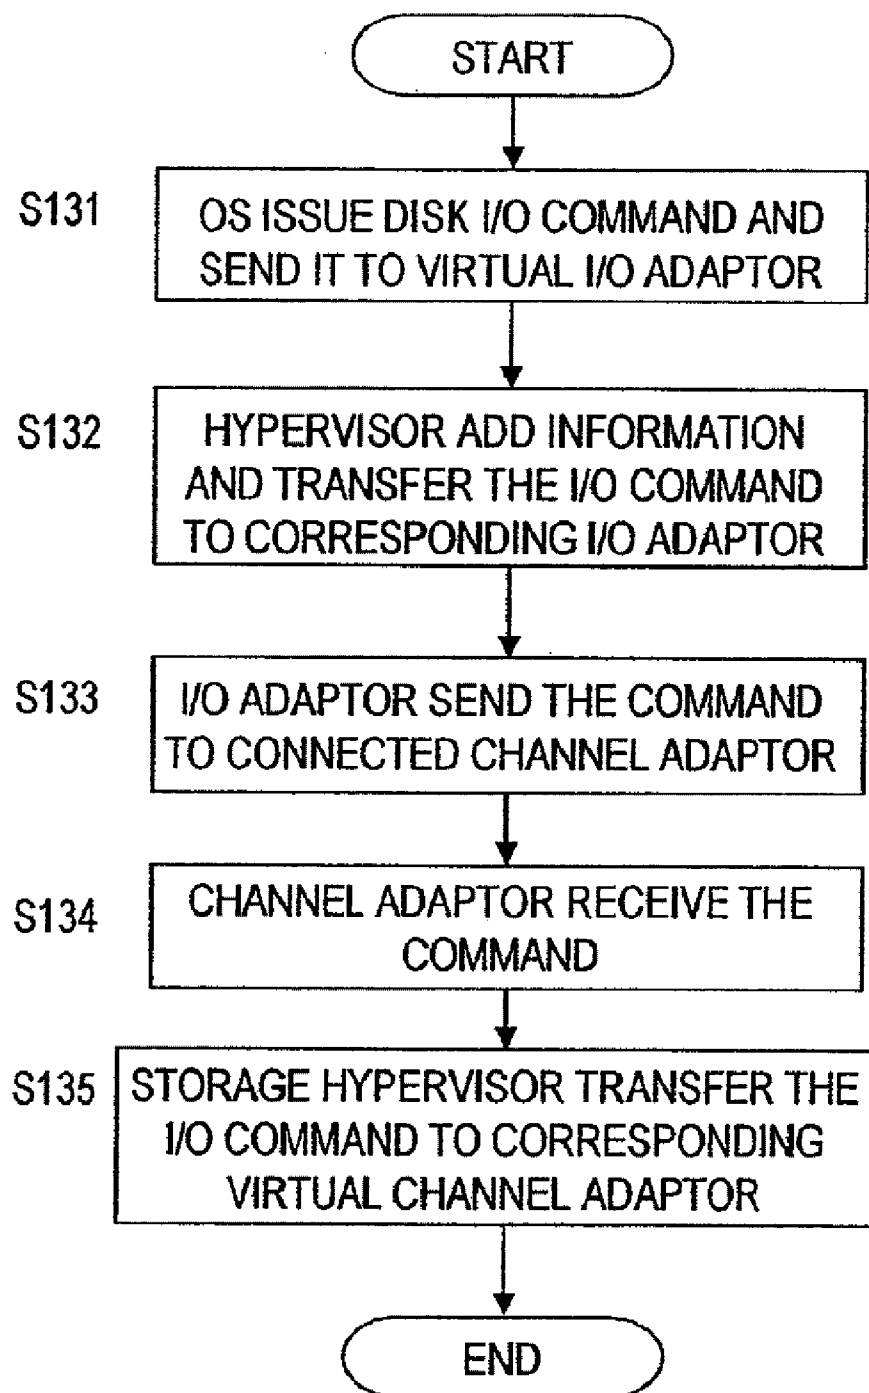 START
S131
OS ISSUE DISK I/O COMMAND AND
SEND IT TO VIRTUAL I/O ADAPTOR
S132
HYPERVISOR ADD INFORMATION
AND TRANSFER THE I/O COMMAND
TO CORRESPONDING I/O ADAPTOR
S133
I/O ADAPTOR SEND THE COMMAND
TO CONNECTED CHANNEL ADAPTOR
S134
CHANNEL ADAPTOR RECEIVE THE
COMMAND
S135
STORAGE HYPERVISOR TRANSFER THE
I/O COMMAND TO CORRESPONDING
VIRTUAL CHANNEL ADAPTOR
END